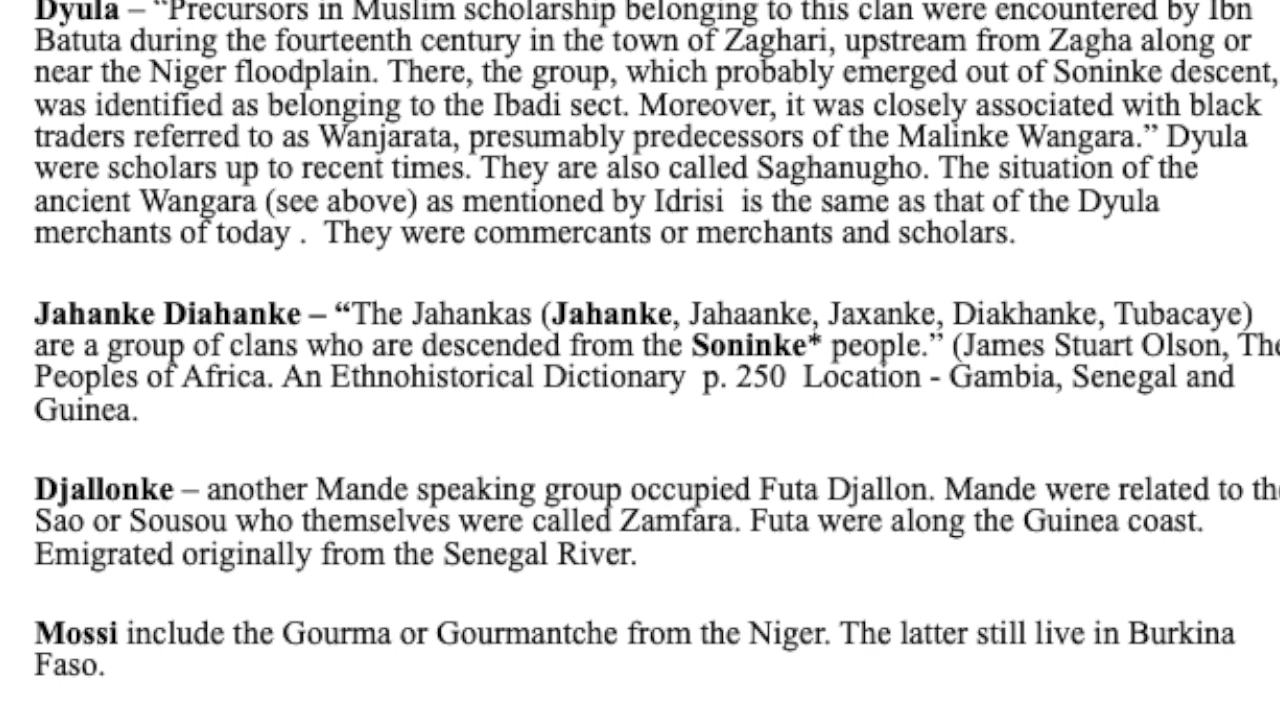 Dyula – “Precursors in Muslim scholarship belonging to this clan were encountered by Ibn
Batuta during the fourteenth century in the town of Zaghari, upstream from Zagha along or
near the Niger floodplain. There, the group, which probably emerged out of Soninke descent,
was identified as belonging to the Ibadi sect. Moreover, it was closely associated with black
traders referred to as Wanjarata, presumably predecessors of the Malinke Wangara.” Dyula
were scholars up to recent times. They are also called Saghanugho. The situation of the
ancient Wangara (see above) as mentioned by Idrisi  is the same as that of the Dyula
merchants of today .  They were commercants or merchants and scholars.
Jahanke Diahanke – “The Jahankas (Jahanke, Jahaanke, Jaxanke, Diakhanke, Tubacaye)
are a group of clans who are descended from the Soninke* people.” (James Stuart Olson, The
Peoples of Africa. An Ethnohistorical Dictionary  p. 250  Location - Gambia, Senegal and
Guinea.
Djallonke – another Mande speaking group occupied Futa Djallon. Mande were related to th
Sao or Sousou who themselves were called Zamfara. Futa were along the Guinea coast.
Emigrated originally from the Senegal River.
Mossi include the Gourma or Gourmantche from the Niger. The latter still live in Burkina
Faso.